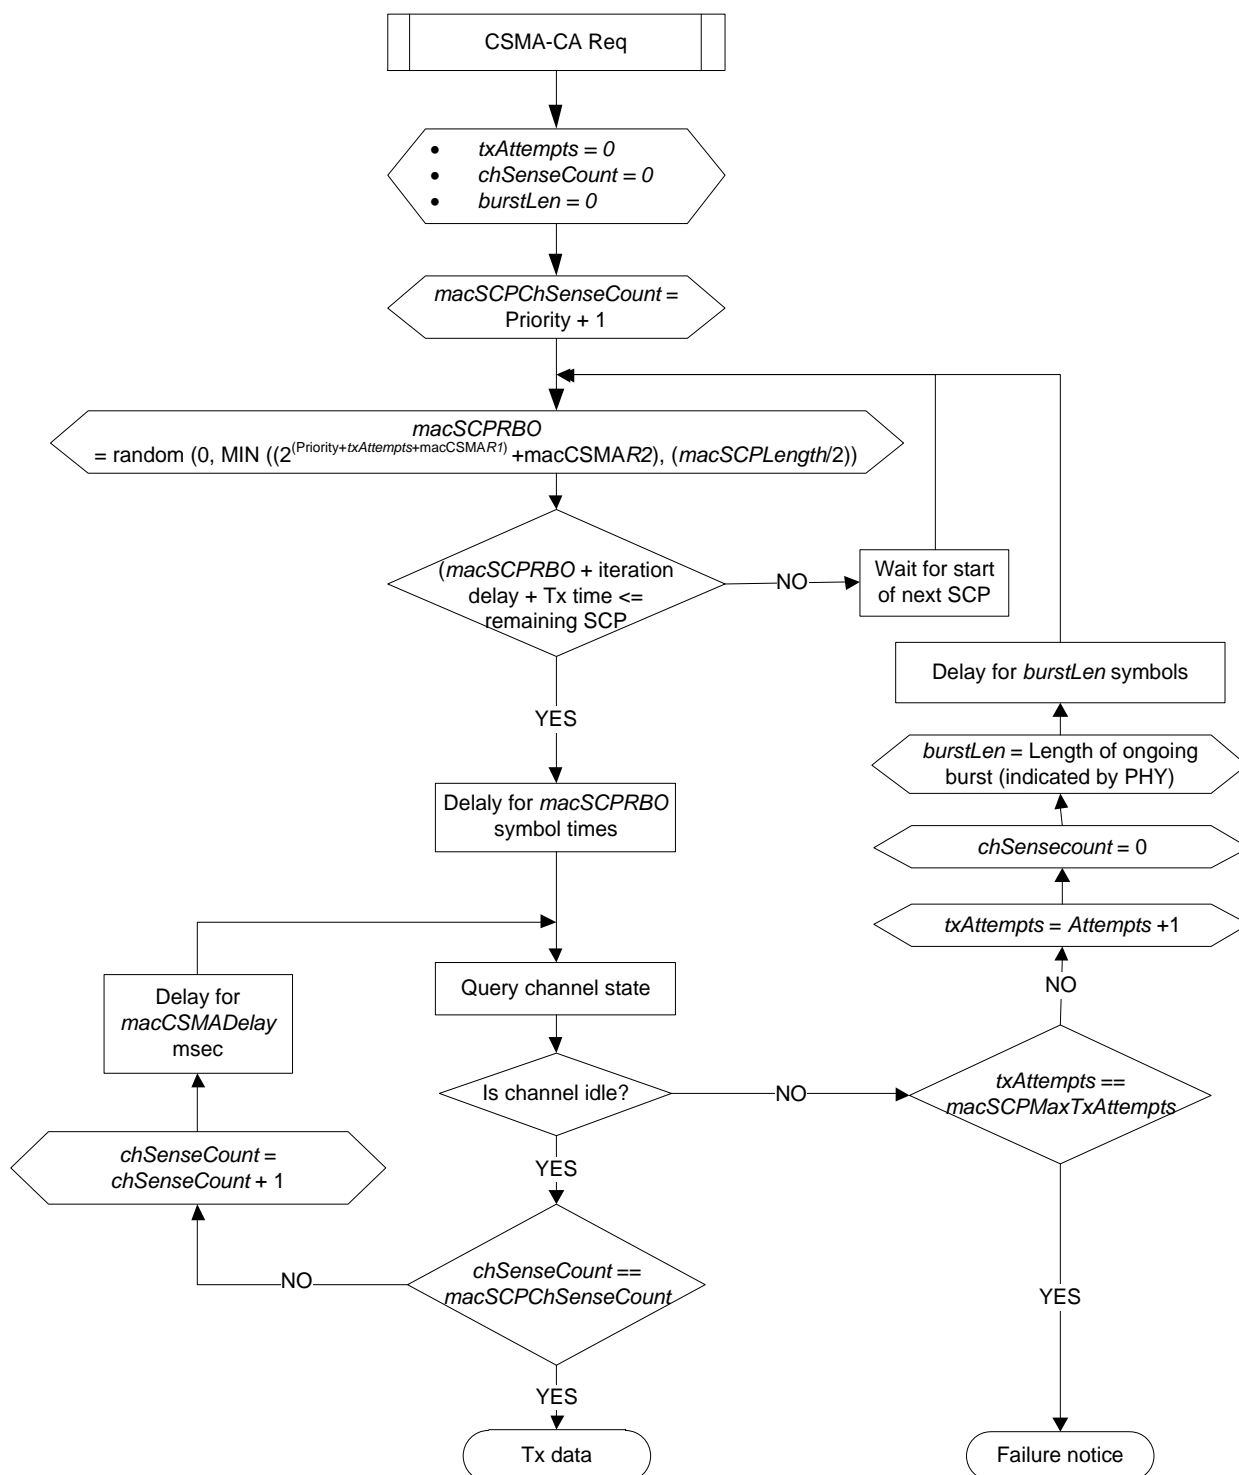 CSMA-CA Req
• txAttempts = 0
• chSenseCount = 0
• burstLen = 0
macSCPChSenseCount =
Priority + 1
macSCPRBO
= random (0, MIN ((2^(Priority+txAttempts+macCSMAR1) +macCSMAR2), (macSCPLength/2))
(macSCPRBO + iteration
delay + Tx time <=
remaining SCP
NO
Wait for start
of next SCP
YES
Delay for burstLen symbols
burstLen = Length of ongoing
burst (indicated by PHY)
Delaly for macSCPRBO
symbol times
chSensecount = 0
txAttempts = Attempts +1
NO
Query channel state
Delay for
macCSMADelay
msec
Is channel idle?
NO
txAttempts ==
macSCPMaxTxAttempts
YES
chSenseCount =
chSenseCount + 1
NO
chSenseCount ==
macSCPChSenseCount
YES
YES
Tx data
Failure notice